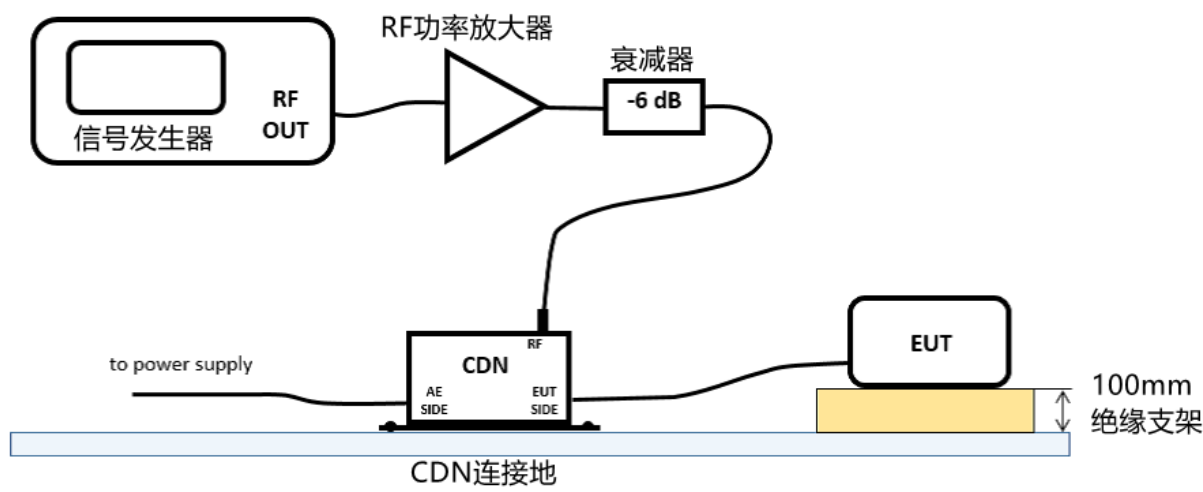 RF功率放大器
衰减器
-6 dB
RF
OUT
信号发生器
RF
CDN
to power supply
AE
SIDE
EUT
SIDE
EUT
100mm
绝缘支架
CDN连接地